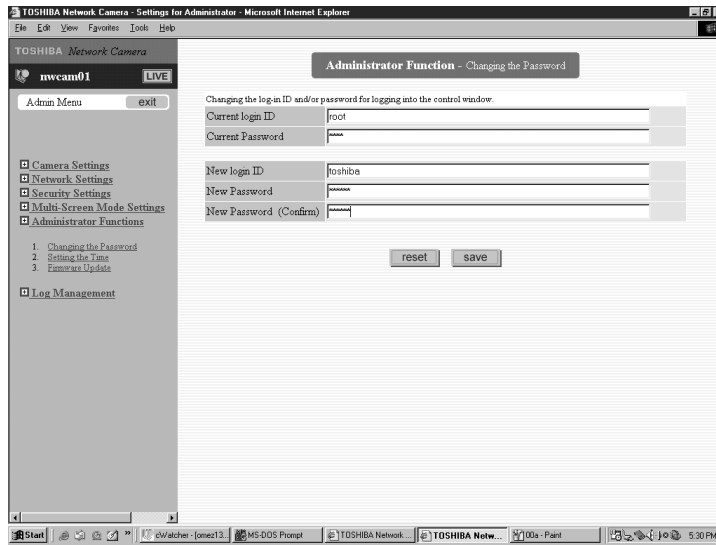 TOSHIBA Network Camera - Settings for Administrator - Microsoft Internet Explorer
File Edit View Favorites Tools Help
TOSHIBA Network Camera
nwcam01 LIVE
Admin Menu exit
Camera Settings
Network Settings
Security Settings
Multi-Screen Mode Settings
Administrator Functions
1. Changing the Password
2. Setting the Time
3. Firmware Update
Log Management
Administrator Function - Changing the Password
Changing the log-in ID and/or password for logging into the control window.
Current login ID root
Current Password ****
New login ID toshiba
New Password ******
New Password (Confirm) ******
reset save
Start » cWatcher - [omez13... MS-DOS Prompt TOSHIBA Network ... TOSHIBA Netw... 00a - Paint 5:30 PM